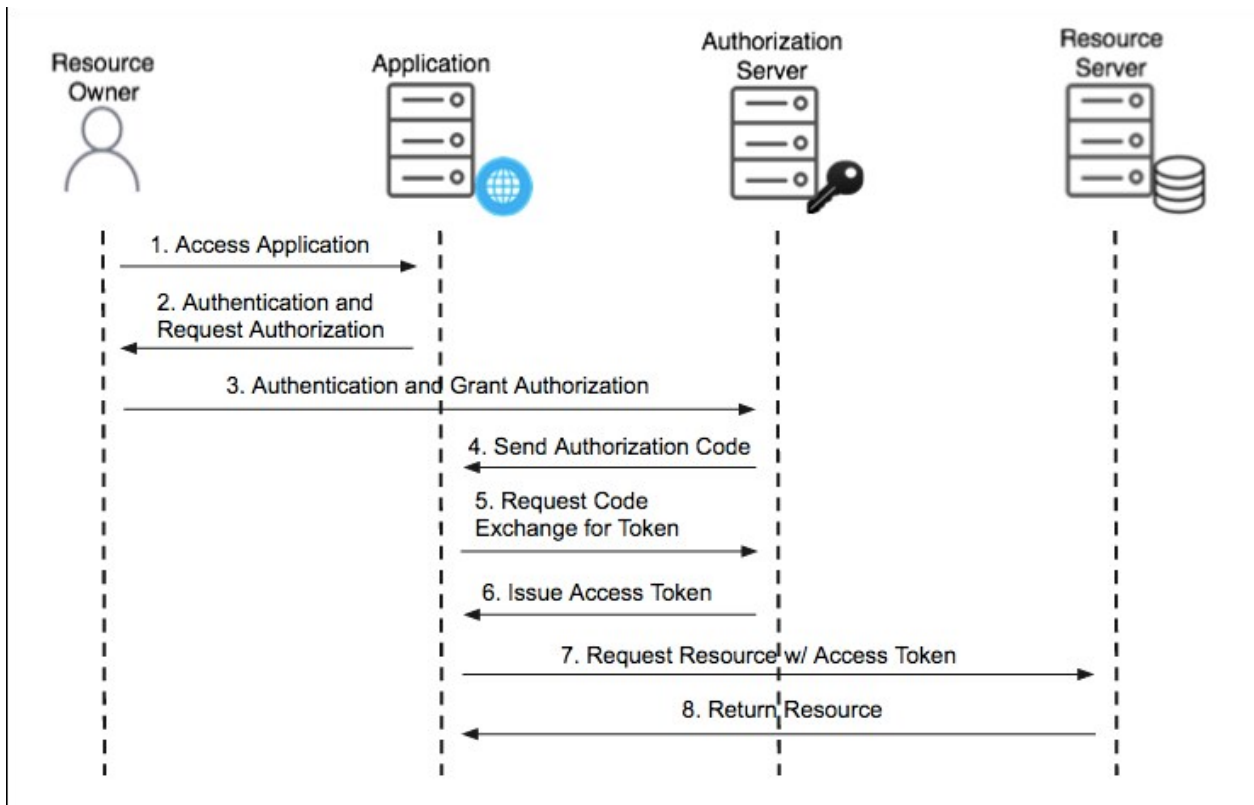 Resource
Owner
Application
Authorization
Server
Resource
Server
1. Access Application
2. Authentication and
Request Authorization
3. Authentication and Grant Authorization
4. Send Authorization Code
5. Request Code
Exchange for Token
6. Issue Access Token
7. Request Resource w/ Access Token
8. Return Resource